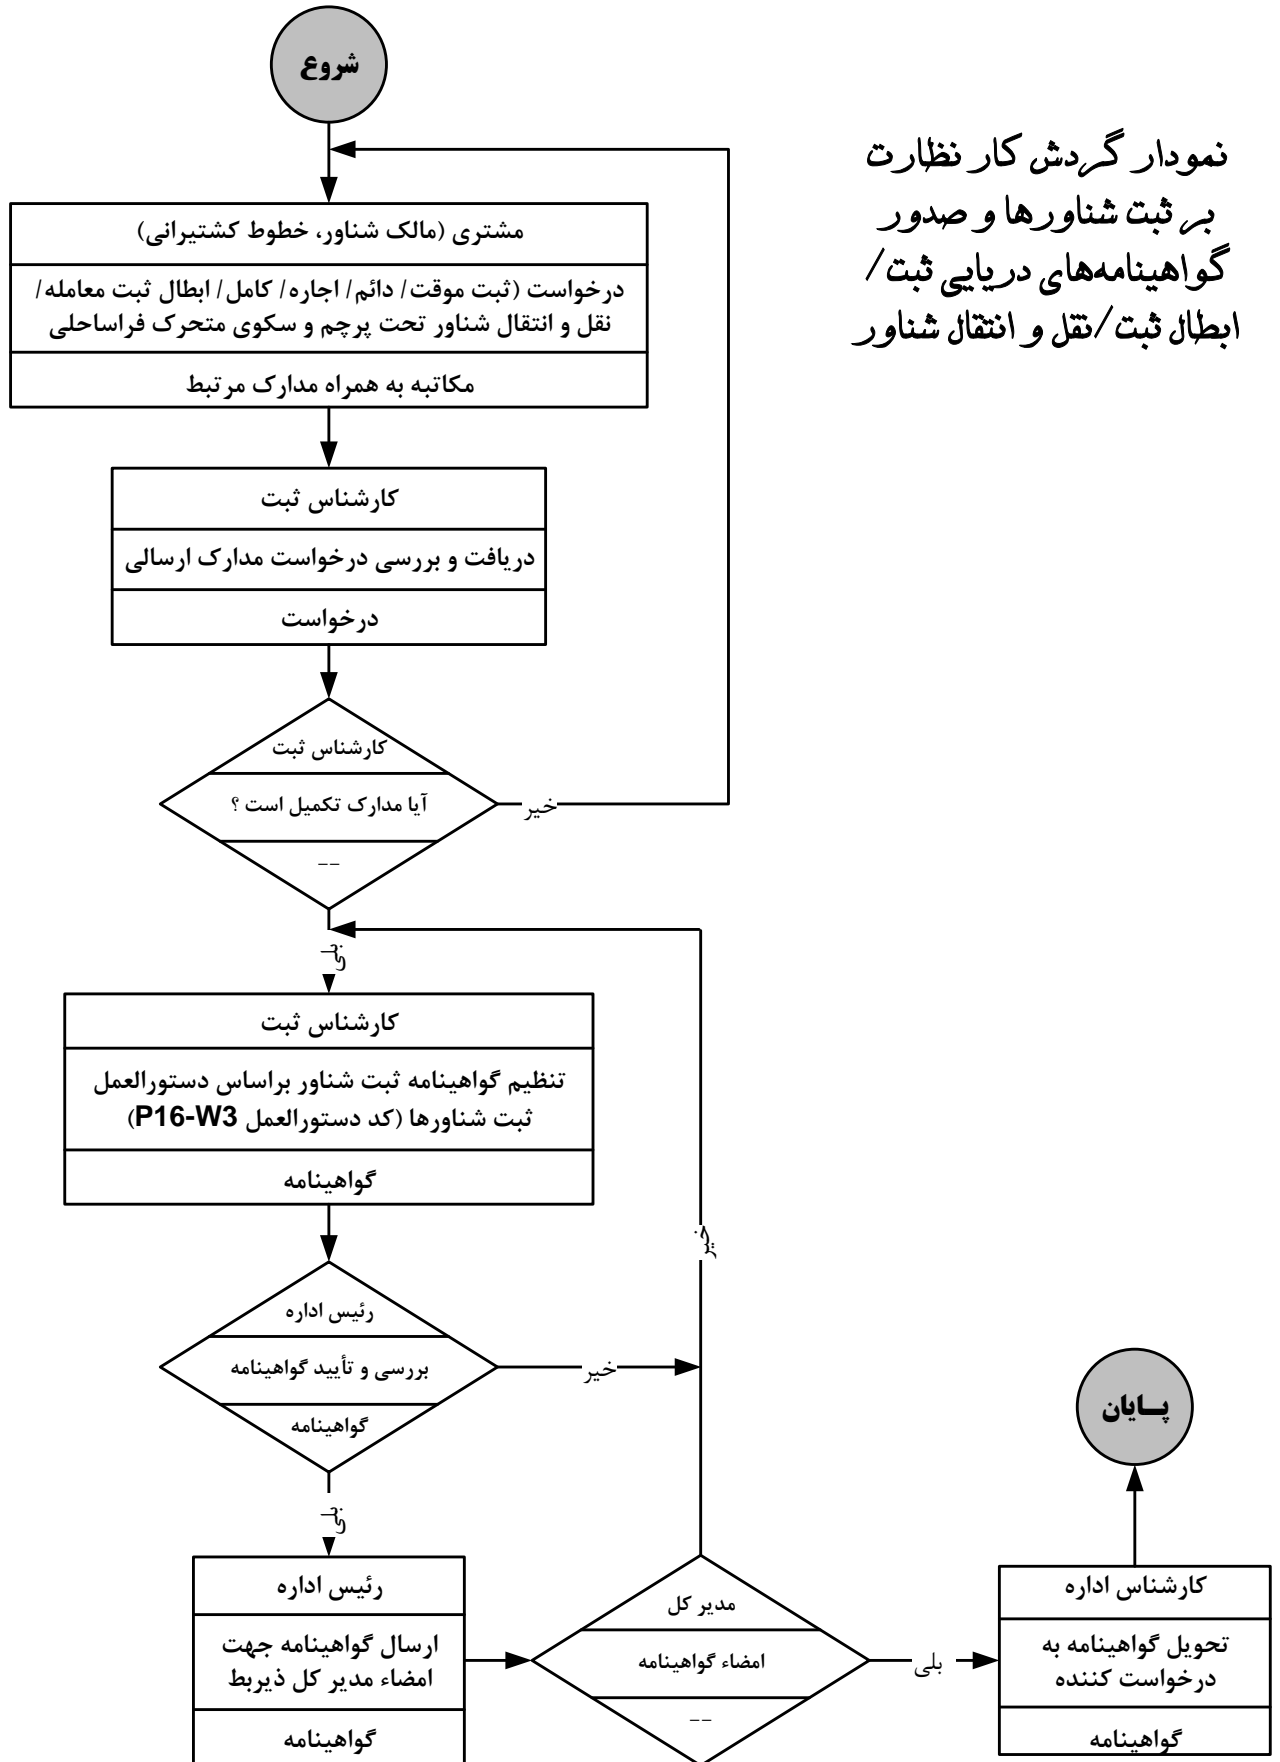 شروع
نمودار گردش کار نظارت
بر ثبت شناورها و صدور
گواهینامه‌های دریایی ثبت/
ابطال ثبت/نقل و انتقال شناور
مشتری (مالک شناور، خطوط کشتیرانی)
درخواست (ثبت موقت/ دائم/ اجاره/ کامل/ ابطال ثبت معامله/
نقل و انتقال شناور تحت پرچم و سکوی متحرک فراساحلی
مکاتبه به همراه مدارک مرتبط
کارشناس ثبت
دریافت و بررسی درخواست مدارک ارسالی
درخواست
کارشناس ثبت
آیا مدارک تکمیل است ؟
--
خیر
بلی
کارشناس ثبت
تنظیم گواهینامه ثبت شناور براساس دستورالعمل
ثبت شناورها (کد دستورالعمل P16-W3)
گواهینامه
خیر
رئیس اداره
بررسی و تأیید گواهینامه
گواهینامه
خیر
بلی
رئیس اداره
ارسال گواهینامه جهت
امضاء مدیر کل ذیربط
گواهینامه
مدیر کل
امضاء گواهینامه
--
بلی
کارشناس اداره
تحویل گواهینامه به
درخواست کننده
گواهینامه
پــایان